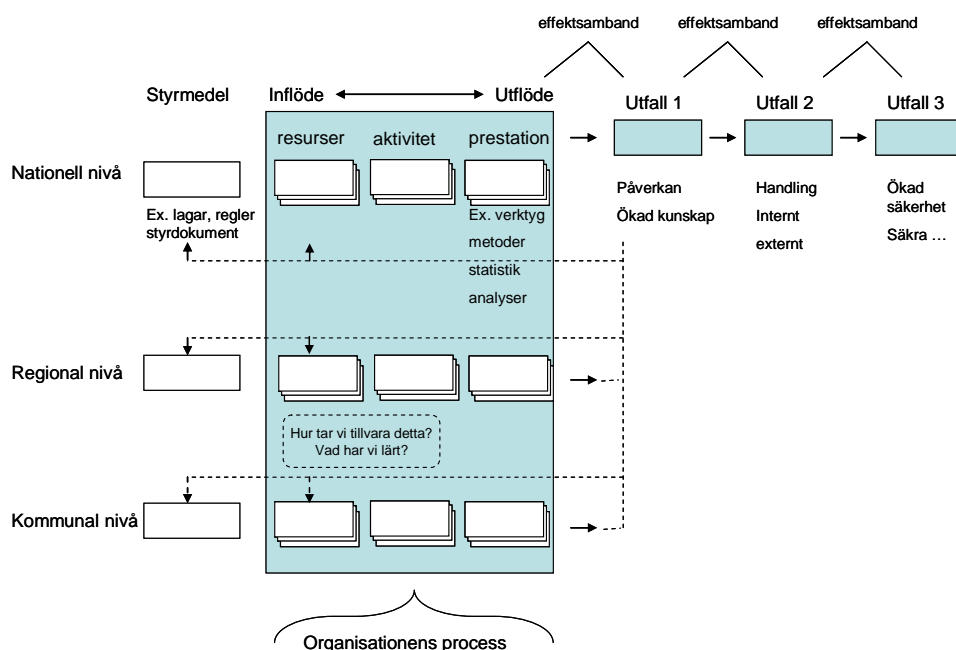 effektsamband
effektsamband
effektsamband
Styrmedel
Inflöde
Utflöde
Utfall 1
Utfall 2
Utfall 3
resurser
aktivitet
prestation
Nationell nivå
Ex. lagar, regler
styrdokument
Ex. verktyg
metoder
statistik
analyser
Påverkan
Ökad kunskap
Handling
Internt
externt
Ökad
säkerhet
Säkra ...
Regional nivå
Hur tar vi tillvara detta?
Vad har vi lärt?
Kommunal nivå
Organisationens process